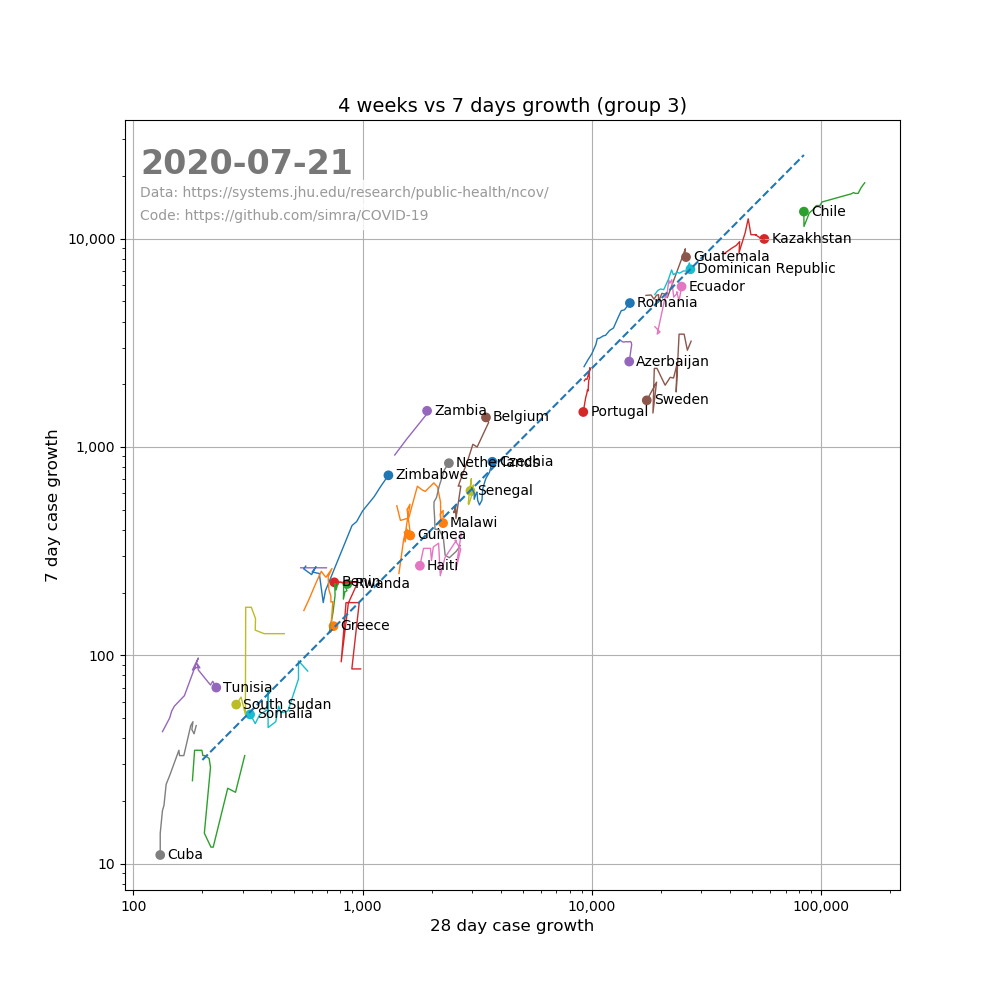 4 weeks vs 7 days growth (group 3)
2020-07-21
Data: https://systems.jhu.edu/research/public-health/ncov/
Code: https://github.com/simra/COVID-19
Chile
Kazakhstan
Guatemala
Dominican Republic
Ecuador
Romania
Azerbaijan
Sweden
Portugal
Zambia
Belgium
Netherlands
Czechia
Zimbabwe
Senegal
Malawi
Guinea
Haiti
Benin
Rwanda
Greece
Tunisia
South Sudan
Somalia
Cuba
10,000
1,000
100
10
7 day case growth
100
1,000
10,000
100,000
28 day case growth